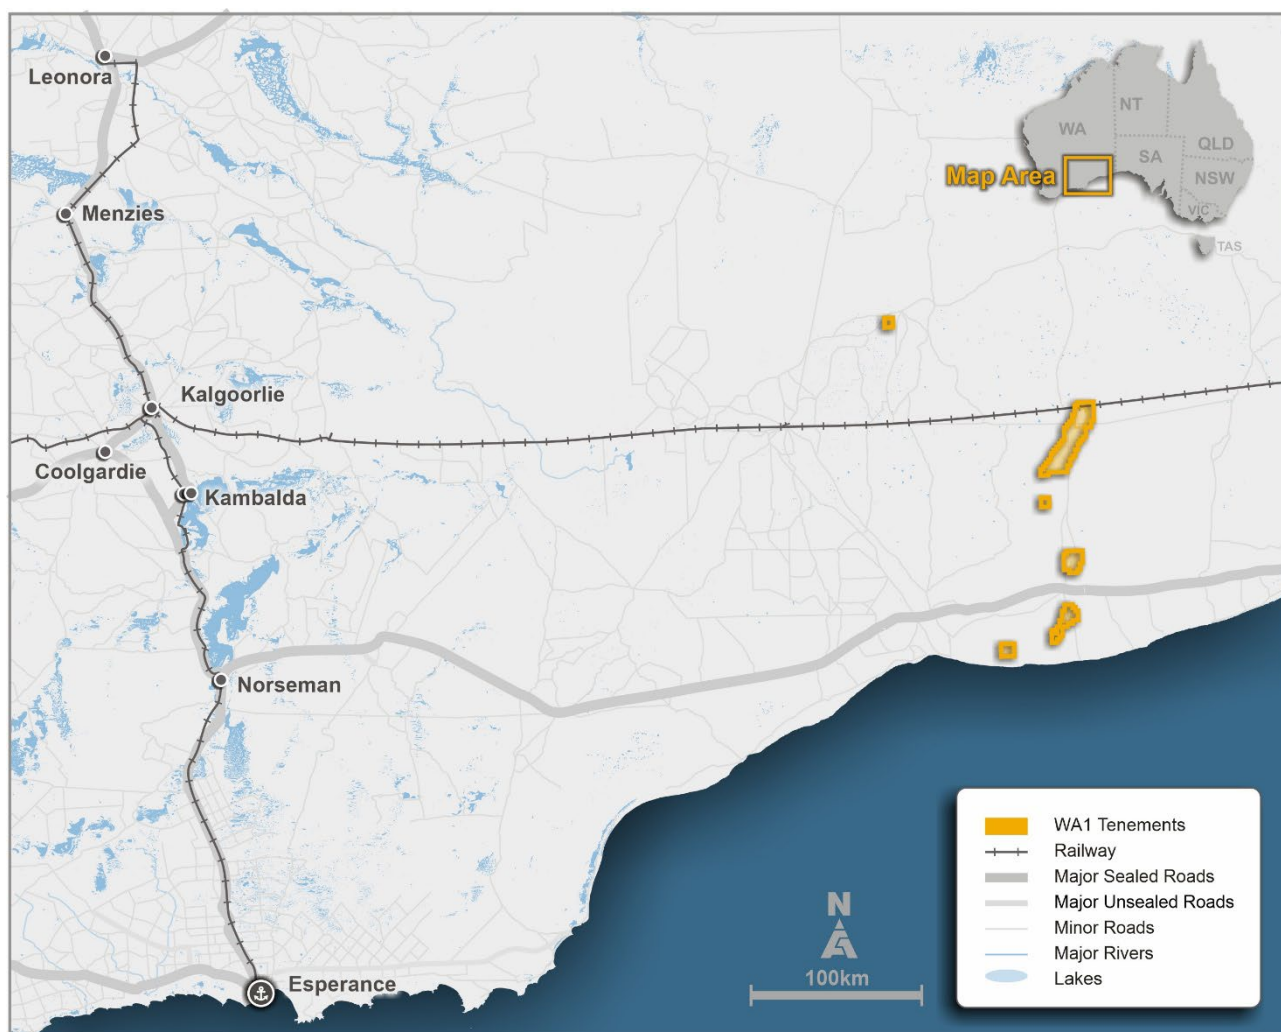 Leonora
Menzies
Kalgoorlie
Coolgardie
Kambalda
Norseman
Esperance
NT
WA
QLD
SA
Map Area
NSW
VIC
TAS
WA1 Tenements
Railway
Major Sealed Roads
Major Unsealed Roads
Minor Roads
Major Rivers
Lakes
N
100km